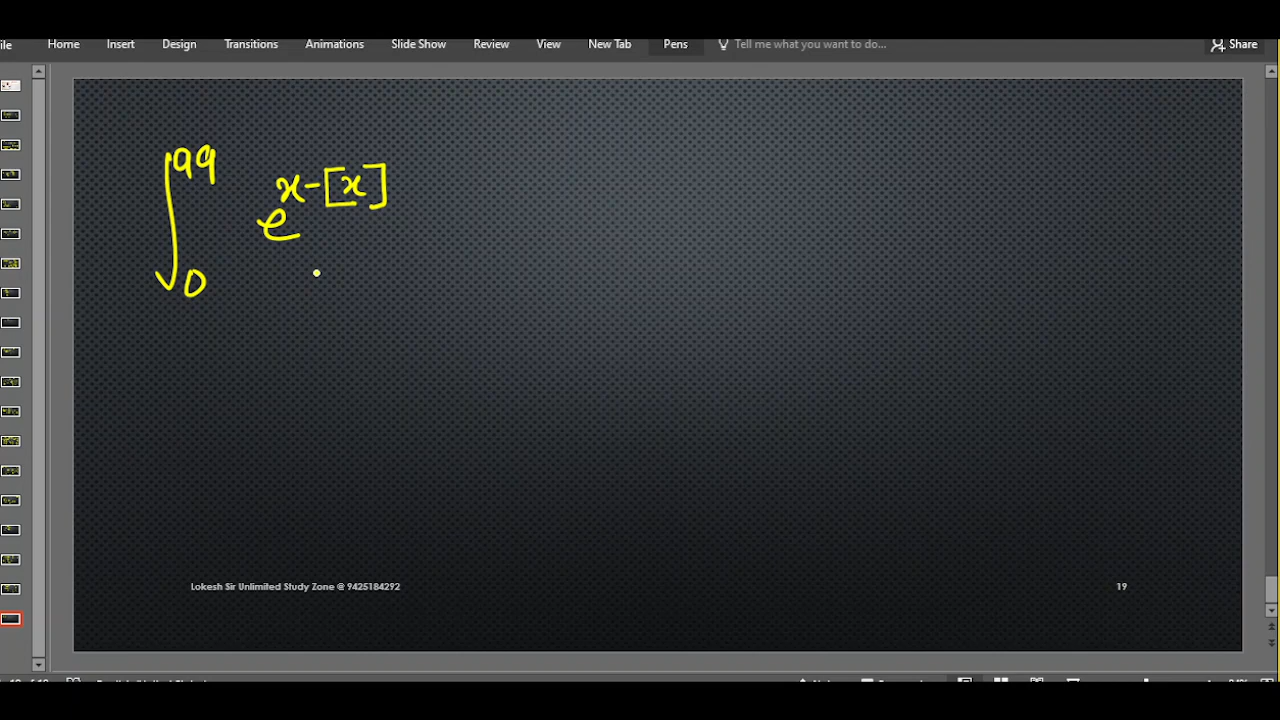 File Home Insert Design Transitions Animations Slide Show Review View New Tab Pens Tell me what you want to do... Share
∫₀⁹⁹ e^{x-[x]}
Lokesh Sir Unlimited Study Zone @ 9425184292 19